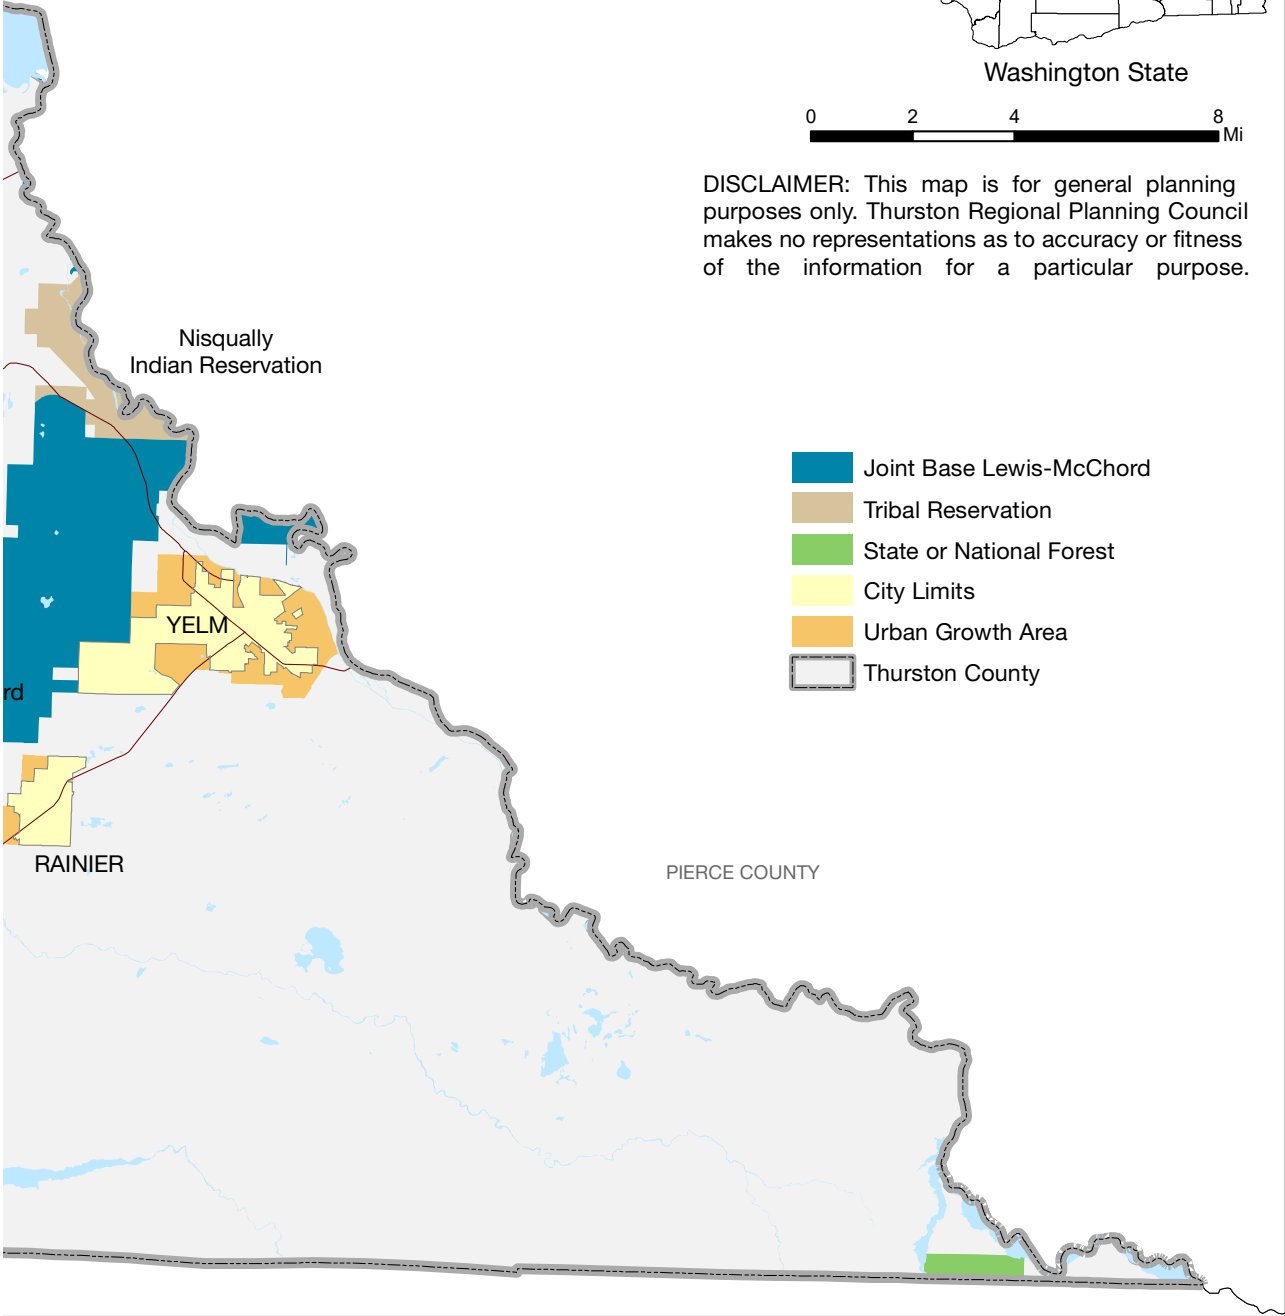 Washington State
0 2 4 8
Mi
DISCLAIMER: This map is for general planning
purposes only. Thurston Regional Planning Council
makes no representations as to accuracy or fitness
of the information for a particular purpose.
Nisqually
Indian Reservation
Joint Base Lewis-McChord
Tribal Reservation
State or National Forest
City Limits
Urban Growth Area
Thurston County
YELM
rd
RAINIER
PIERCE COUNTY